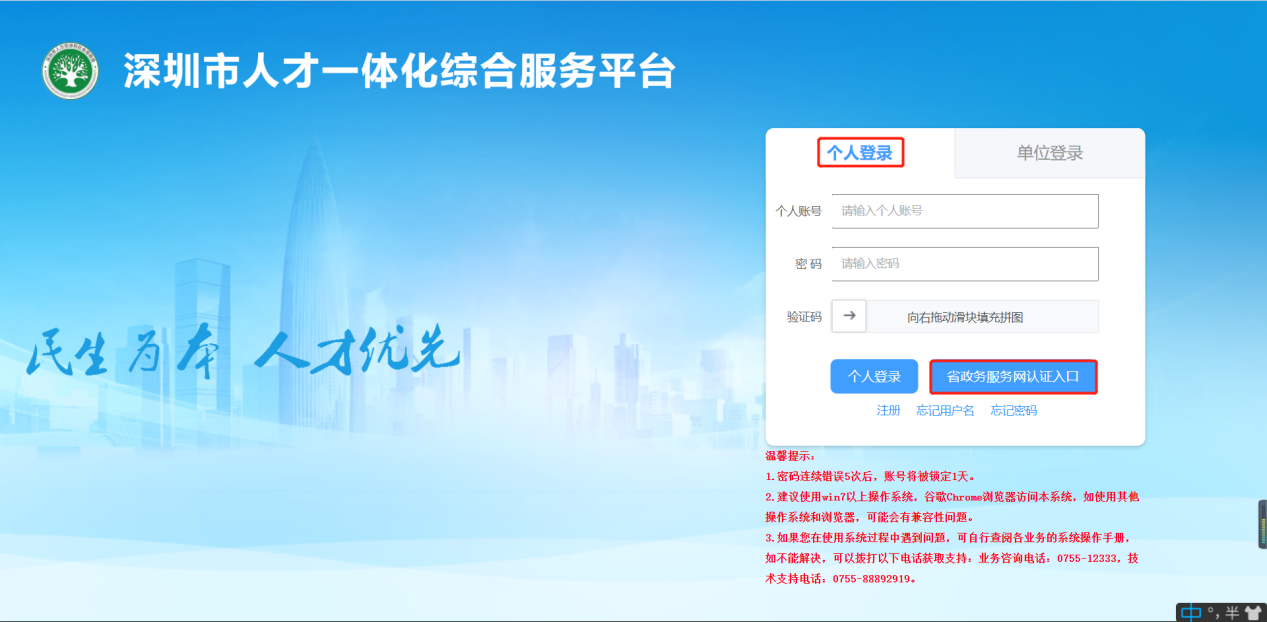 深圳市人才一体化综合服务平台
民生为本 人才优先
个人登录
单位登录
个人账号
请输入个人账号
密码
请输入密码
验证码
向右拖动滑块填充拼图
个人登录
省政务服务网认证入口
注册 忘记用户名 忘记密码
温馨提示:
1.密码连续错误5次后，账号将被锁定1天。
2.建议使用win7以上操作系统，谷歌Chrome浏览器访问本系统，如使用其他
操作系统和浏览器，可能会有兼容性问题。
3.如果您在使用系统过程中遇到问题，可自行查阅各业务的系统操作手册，
如不能解决，可以拨打以下电话获取支持：业务咨询电话：0755-12333，技
术支持电话：0755-88892919。
中 °, 半